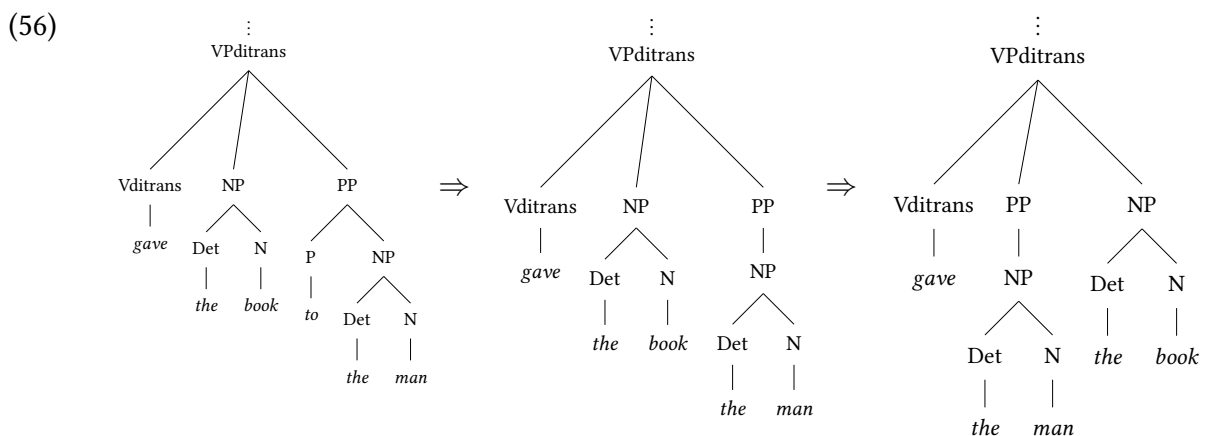 (56)
⋮ ⋮ ⋮
VPditrans VPditrans VPditrans
Vditrans NP PP ⇒ Vditrans NP PP ⇒ Vditrans PP NP
gave Det N P NP gave Det N NP gave NP Det N
the book to Det N the book Det N Det N the book
the man the man the man